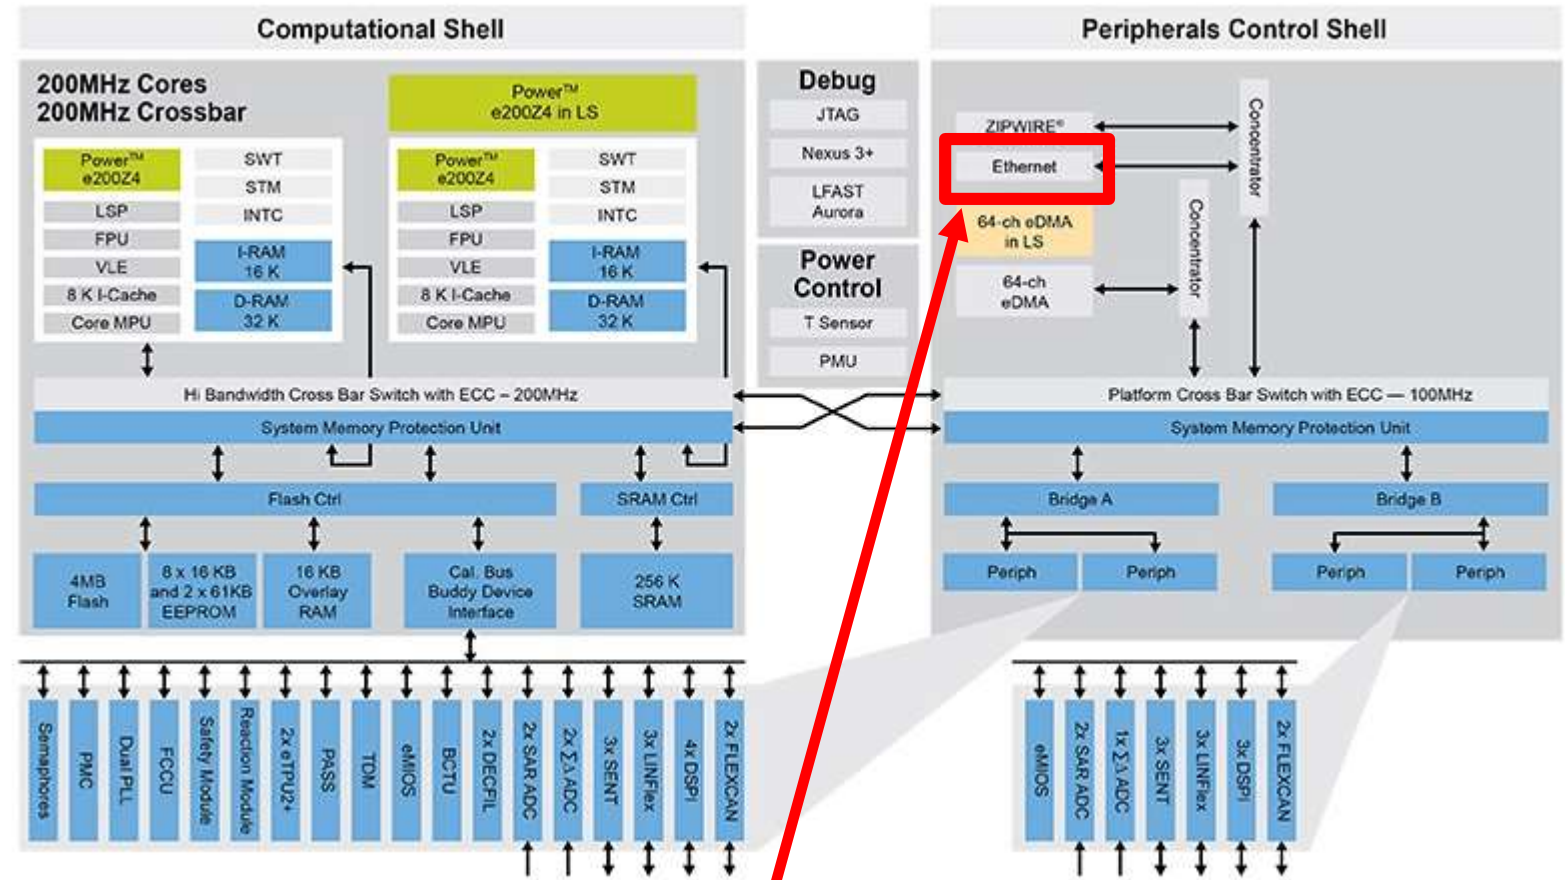 Computational Shell
200MHz Cores
200MHz Crossbar
Power™
e200Z4 in LS
Power™
e200Z4
LSP
FPU
VLE
8 K I-Cache
Core MPU
SWT
STM
INTC
I-RAM
16 K
D-RAM
32 K
Power™
e200Z4
LSP
FPU
VLE
8 K I-Cache
Core MPU
SWT
STM
INTC
I-RAM
16 K
D-RAM
32 K
Hi Bandwidth Cross Bar Switch with ECC – 200MHz
System Memory Protection Unit
Flash Ctrl
SRAM Ctrl
4MB
Flash
8 x 16 KB
and 2 x 61KB
EEPROM
16 KB
Overlay
RAM
Cal. Bus
Buddy Device
Interface
256 K
SRAM
Semaphores
PMC
Dual PLL
FCCU
Safety Module
Reaction Module
2x eTPU2+
PASS
TDM
eMIOS
BCTU
2x DECFIL
2x SAR ADC
2x ∑∆ ADC
3x SENT
3x LINFlex
4x DSPI
2x FLEXCAN
Debug
JTAG
Nexus 3+
LFAST
Aurora
Power
Control
T Sensor
PMU
Peripherals Control Shell
ZIPWIRE®
Ethernet
64-ch eDMA
in LS
64-ch
eDMA
Concentrator
Concentrator
Platform Cross Bar Switch with ECC — 100MHz
System Memory Protection Unit
Bridge A
Bridge B
Periph
Periph
Periph
Periph
eMIOS
2x SAR ADC
1x ∑∆ ADC
3x SENT
3x LINFlex
3x DSPI
2x FLEXCAN